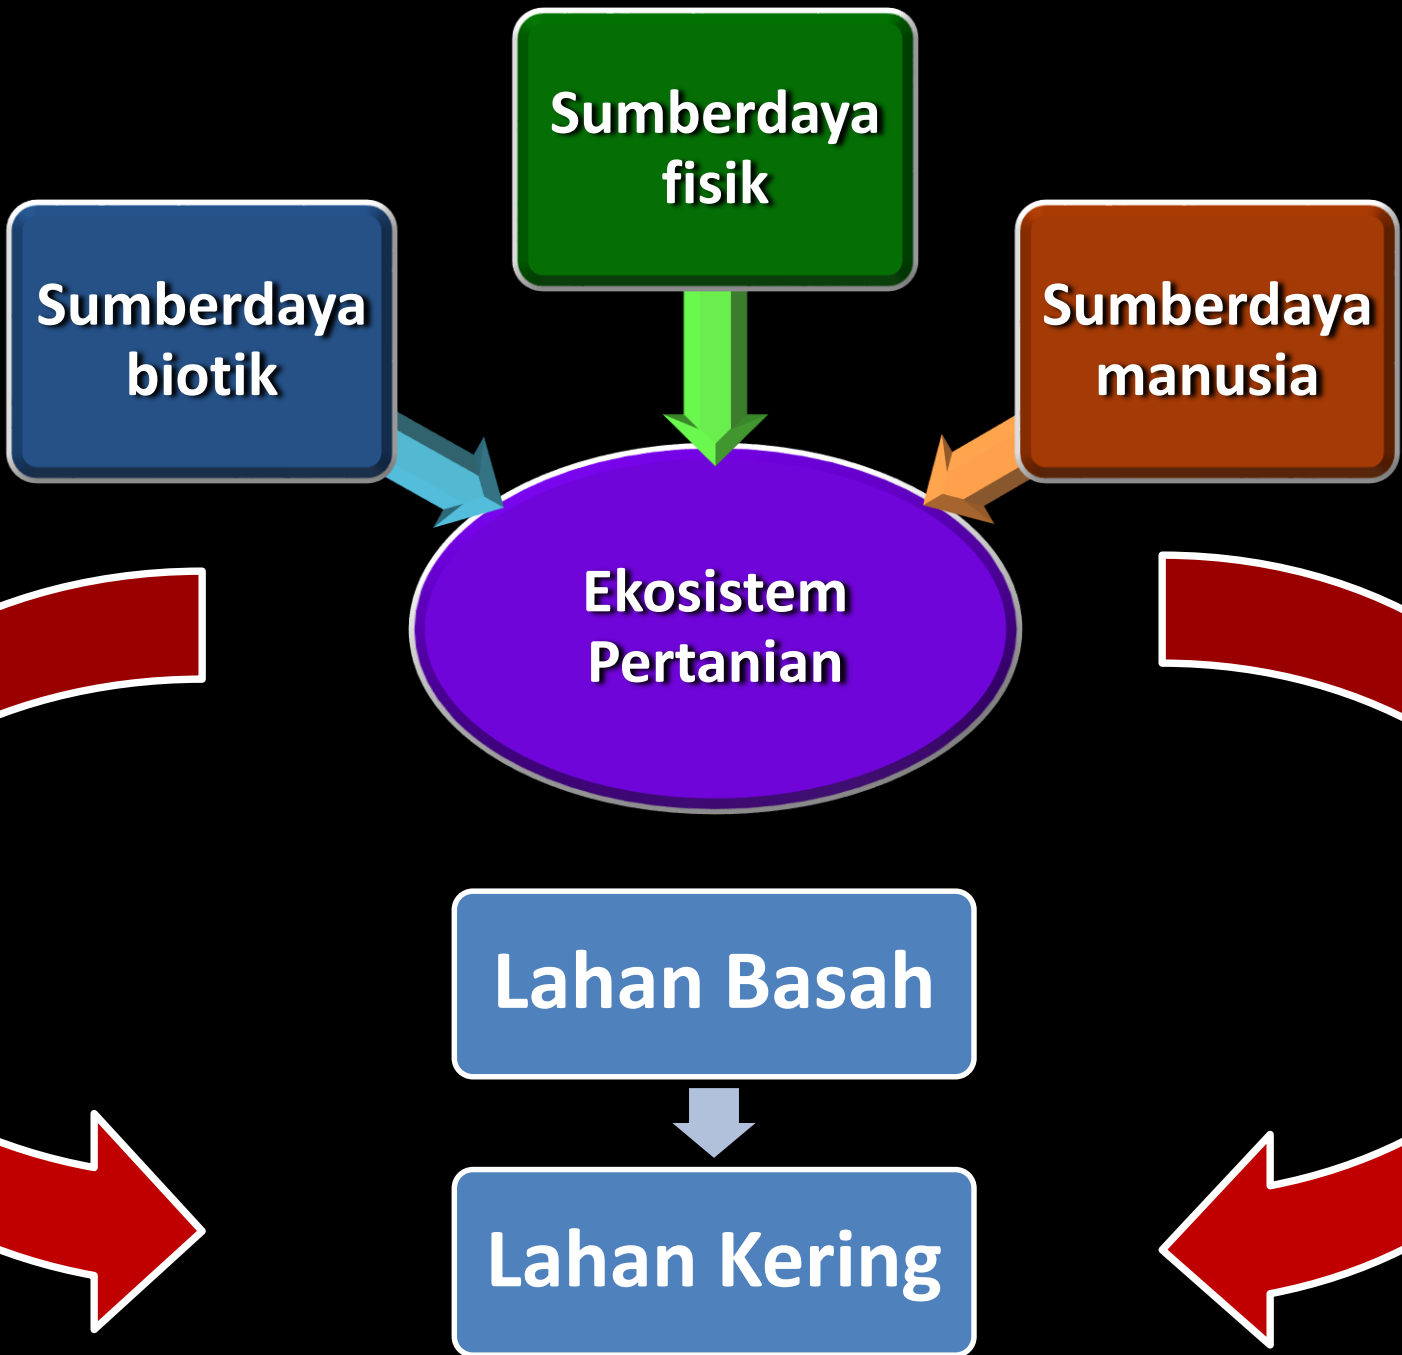 Sumberdaya
fisik
Sumberdaya
biotik
Sumberdaya
manusia
Ekosistem
Pertanian
Lahan Basah
Lahan Kering